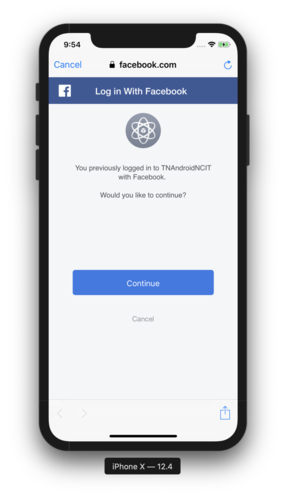 9:54
Cancel facebook.com
Log in With Facebook
You previously logged in to TNAndroidNCIT
with Facebook.
Would you like to continue?
Continue
Cancel
iPhone X — 12.4